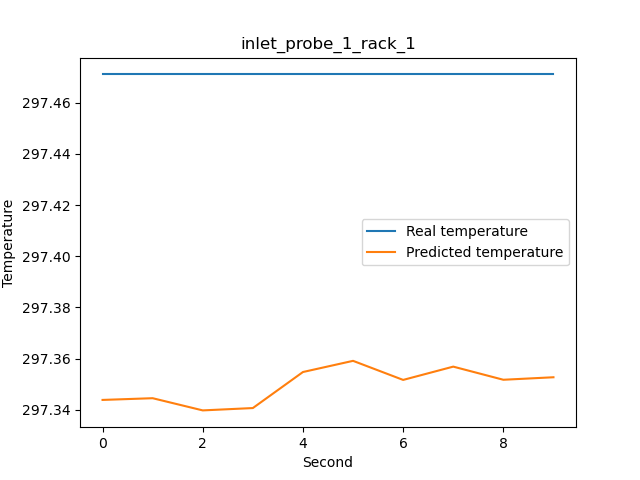 inlet_probe_1_rack_1
297.46
297.44
297.42
297.40
297.38
297.36
297.34
Temperature
Real temperature
Predicted temperature
0 2 4 6 8
Second